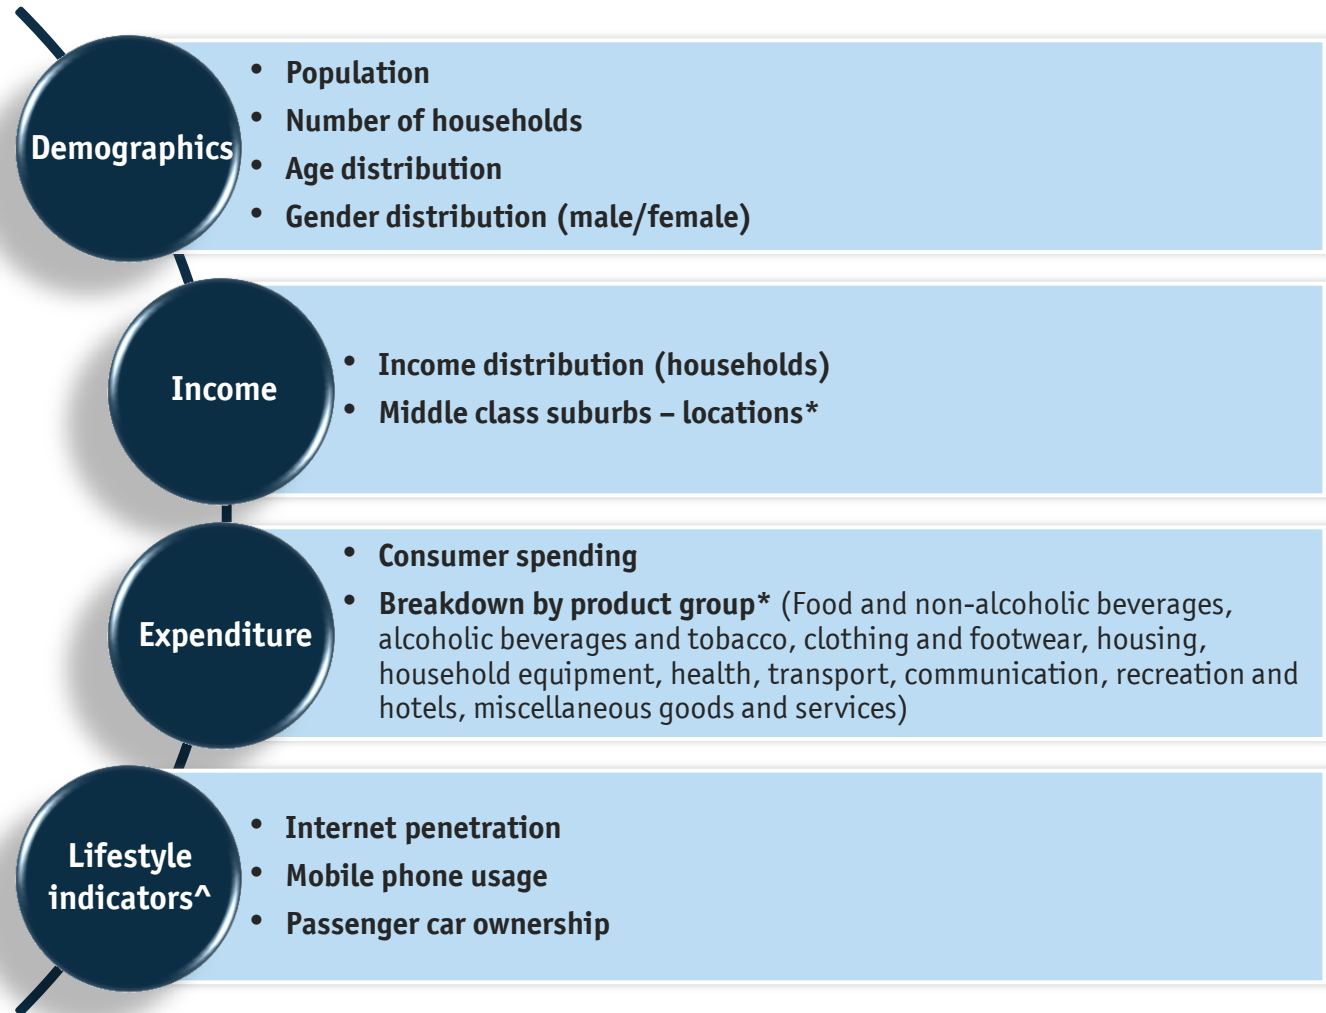 Demographics
• Population
• Number of households
• Age distribution
• Gender distribution (male/female)
Income
• Income distribution (households)
• Middle class suburbs – locations*
Expenditure
• Consumer spending
• Breakdown by product group* (Food and non-alcoholic beverages,
alcoholic beverages and tobacco, clothing and footwear, housing,
household equipment, health, transport, communication, recreation and
hotels, miscellaneous goods and services)
Lifestyle
indicators^
• Internet penetration
• Mobile phone usage
• Passenger car ownership